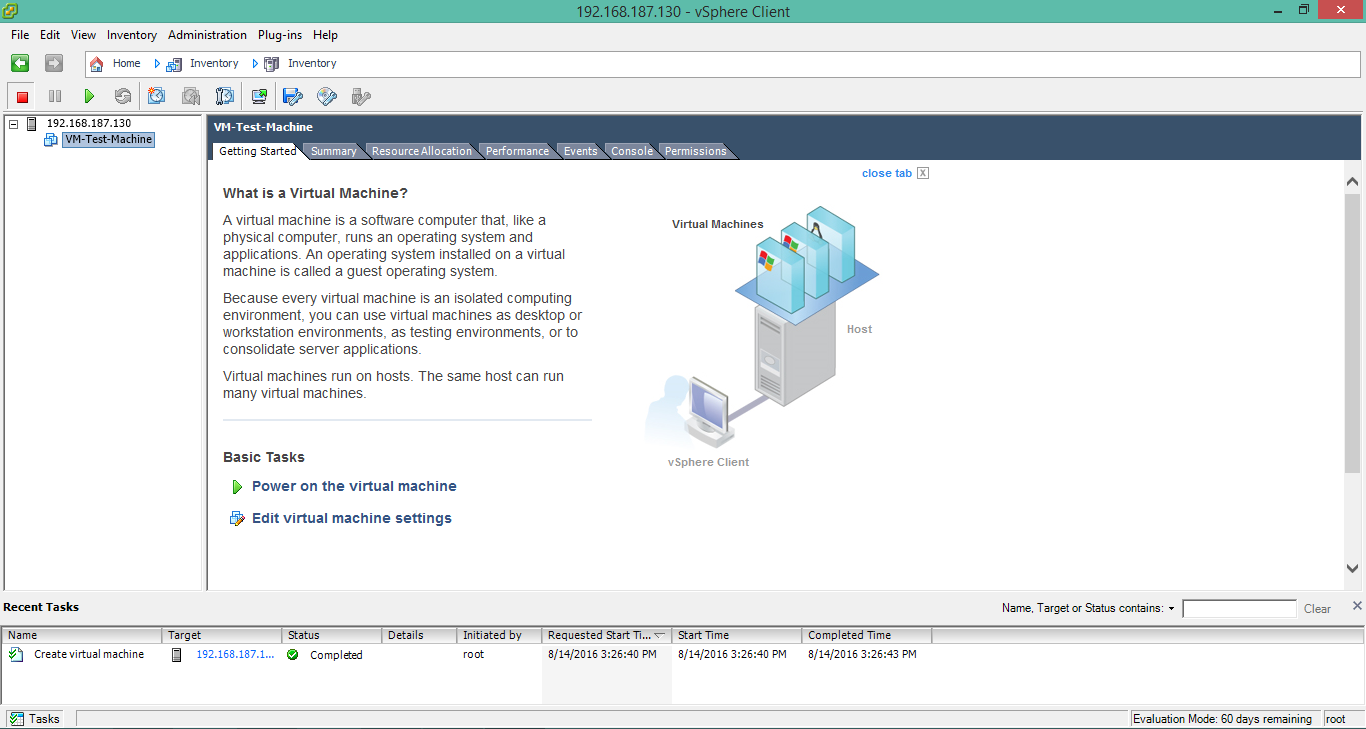 192.168.187.130 - vSphere Client
File Edit View Inventory Administration Plug-ins Help
Home Inventory Inventory
192.168.187.130
VM-Test-Machine
VM-Test-Machine
Getting Started Summary Resource Allocation Performance Events Console Permissions
close tab X
What is a Virtual Machine?
A virtual machine is a software computer that, like a
physical computer, runs an operating system and
applications. An operating system installed on a virtual
machine is called a guest operating system.
Because every virtual machine is an isolated computing
environment, you can use virtual machines as desktop or
workstation environments, as testing environments, or to
consolidate server applications.
Virtual machines run on hosts. The same host can run
many virtual machines.
Basic Tasks
Power on the virtual machine
Edit virtual machine settings
Virtual Machines
Host
vSphere Client
Recent Tasks
Name, Target or Status contains: Clear
Name Target Status Details Initiated by Requested Start Ti... Start Time Completed Time
Create virtual machine 192.168.187.1... Completed root 8/14/2016 3:26:40 PM 8/14/2016 3:26:40 PM 8/14/2016 3:26:43 PM
Tasks
Evaluation Mode: 60 days remaining root